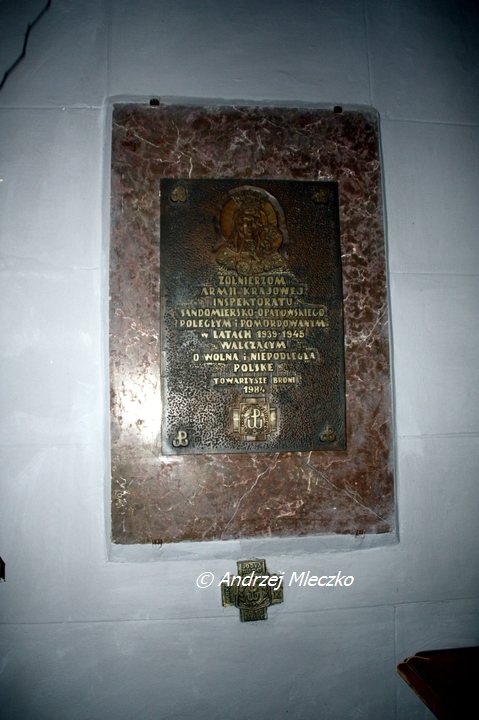 ŻOŁNIERZOM
ARMII KRAJOWEJ
INSPEKTORATU
SANDOMIERSKO-OPATOWSKIEGO
POLEGŁYM i POMORDOWANYM
W LATACH 1939-1945
WALCZĄCYM
O WOLNĄ i NIEPODLEGŁĄ
POLSKĘ
TOWARZYSZE BRONI
1984
© Andrzej Mleczko